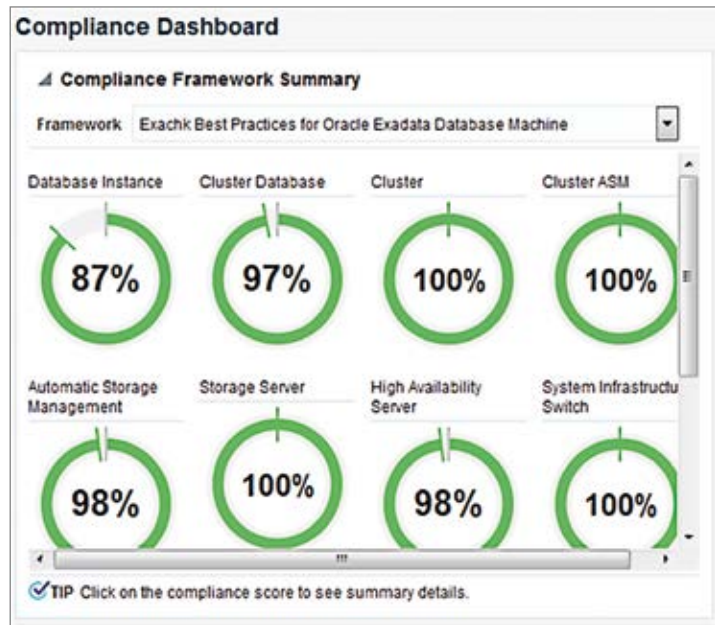 Compliance Dashboard
Compliance Framework Summary
Framework Exachk Best Practices for Oracle Exadata Database Machine
Database Instance
Cluster Database
Cluster
Cluster ASM
87%
97%
100%
100%
Automatic Storage
Management
Storage Server
High Availability
Server
System Infrastructu
Switch
98%
100%
98%
100%
TIP Click on the compliance score to see summary details.